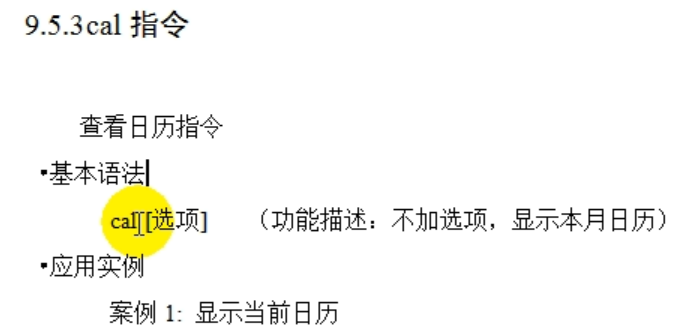 9.5.3cal 指令
查看日历指令
•基本语法
cal [选项] （功能描述：不加选项，显示本月日历）
•应用实例
案例 1: 显示当前日历